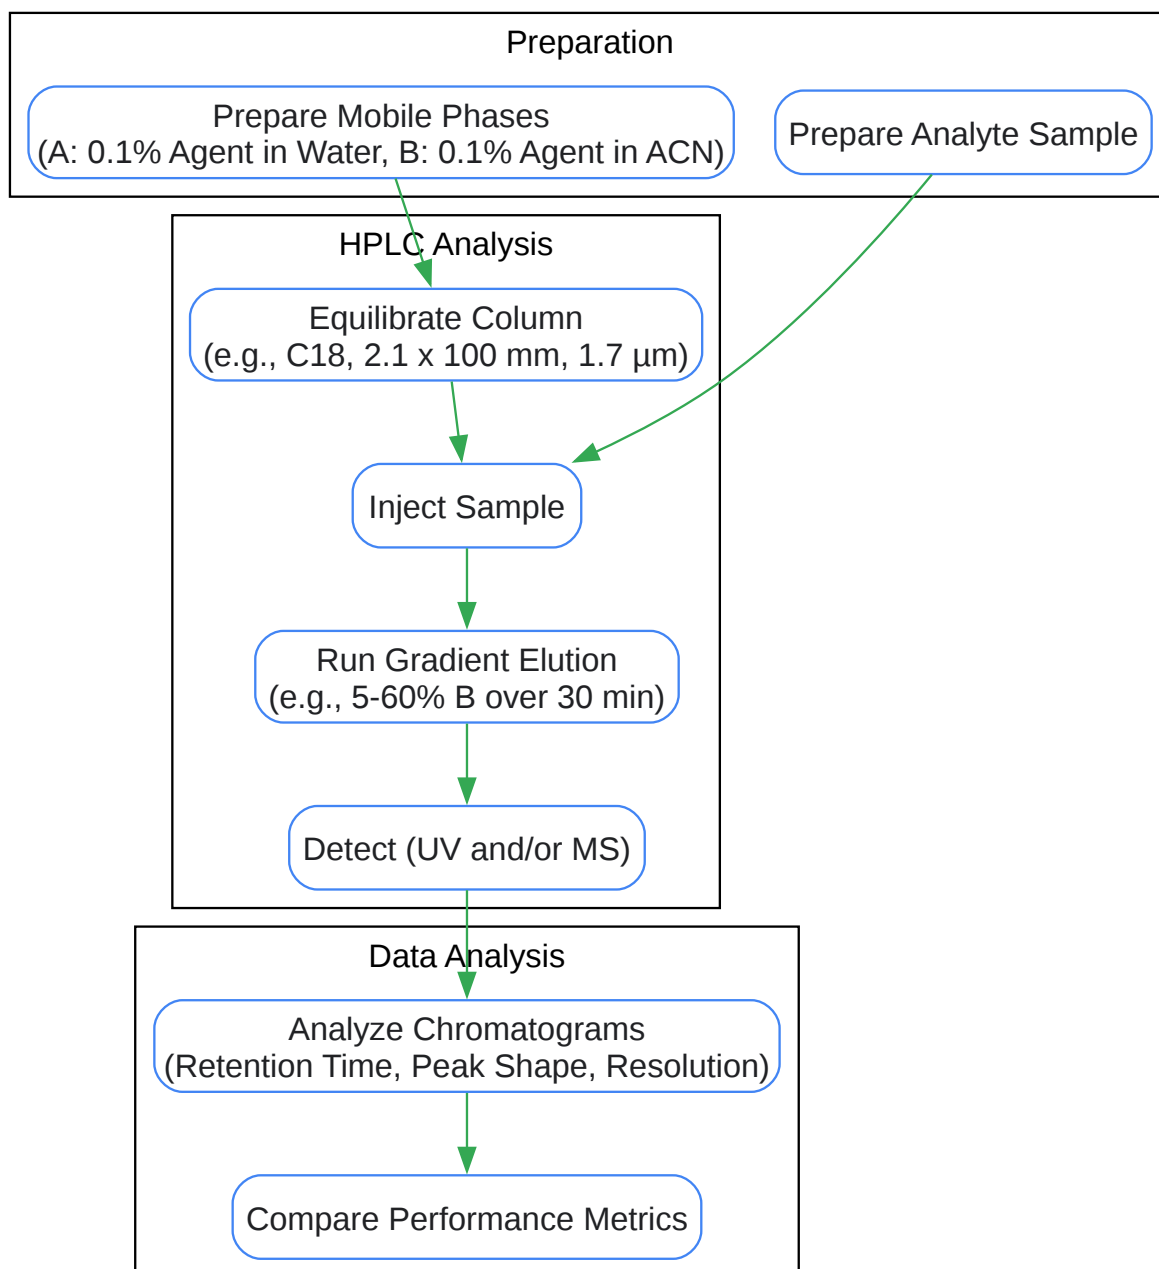 Preparation
Prepare Mobile Phases
(A: 0.1% Agent in Water, B: 0.1% Agent in ACN)
Prepare Analyte Sample
HPLC Analysis
Equilibrate Column
(e.g., C18, 2.1 x 100 mm, 1.7 µm)
Inject Sample
Run Gradient Elution
(e.g., 5-60% B over 30 min)
Detect (UV and/or MS)
Data Analysis
Analyze Chromatograms
(Retention Time, Peak Shape, Resolution)
Compare Performance Metrics